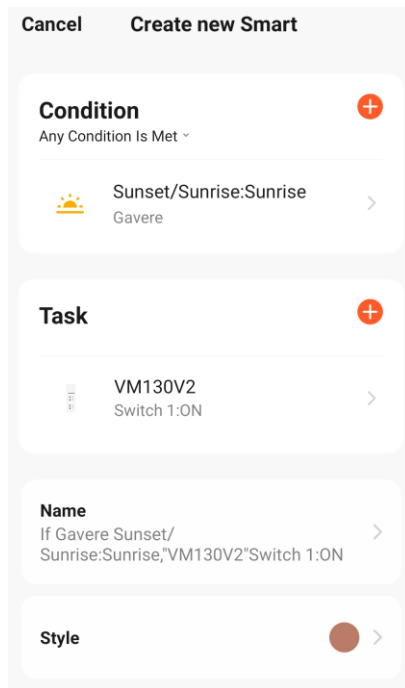 Cancel Create new Smart
Condition
Any Condition Is Met
Sunset/Sunrise:Sunrise
Gavere
Task
VM130V2
Switch 1:ON
Name
If Gavere Sunset/
Sunrise:Sunrise,"VM130V2"Switch 1:ON
Style